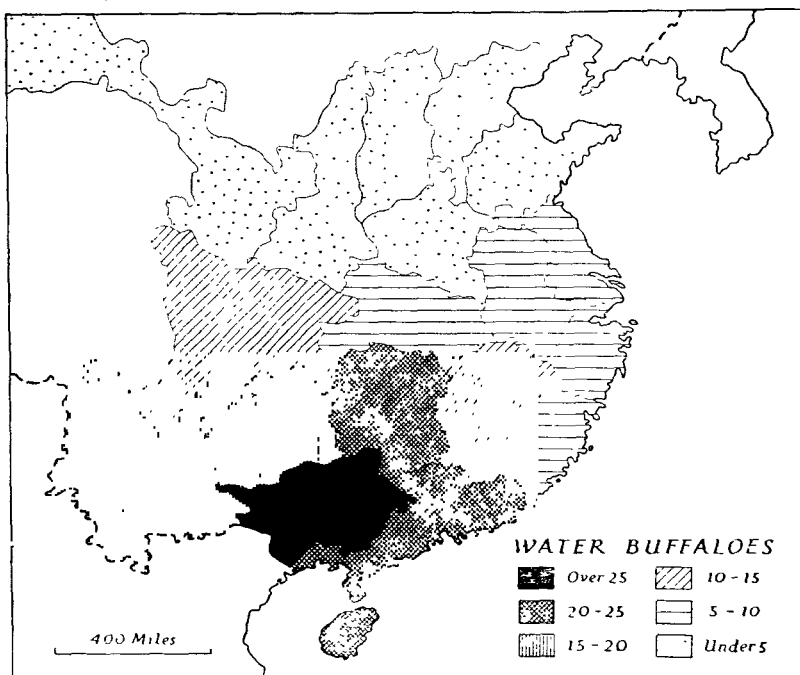 WATER BUFFALOES
Over 25
10-15
20-25
5-10
15-20
Under 5
400 Miles